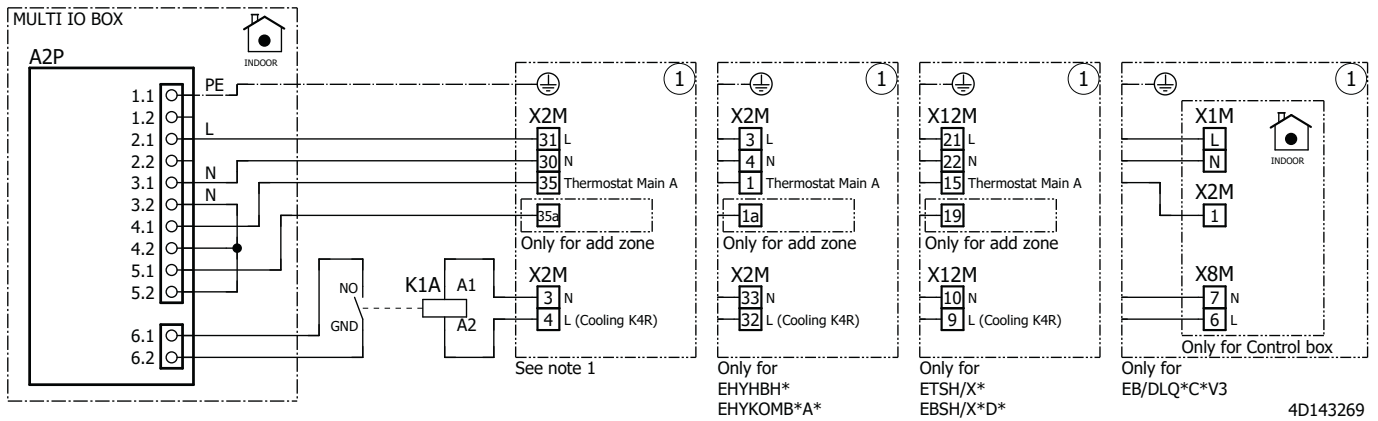 MULTI IO BOX
INDOOR
A2P
1.1
1.2
2.1
2.2
3.1
3.2
4.1
4.2
5.1
5.2
6.1
6.2
PE
L
N
N
NO
GND
K1A
A1
A2
1
X2M
31 L
30 N
35 Thermostat Main A
35a
Only for add zone
X2M
3 N
4 L (Cooling K4R)
See note 1
1
X2M
3 L
4 N
1 Thermostat Main A
1a
Only for add zone
X2M
33 N
32 L (Cooling K4R)
Only for
EHYHBH*
EHYKOMB*A*
1
X12M
21 L
22 N
15 Thermostat Main A
19
Only for add zone
X12M
10 N
9 L (Cooling K4R)
Only for
ETSH/X*
EBSH/X*D*
1
X1M
L
N
INDOOR
X2M
1
X8M
7 N
6 L
Only for Control box
Only for
EB/DLQ*C*V3
4D143269